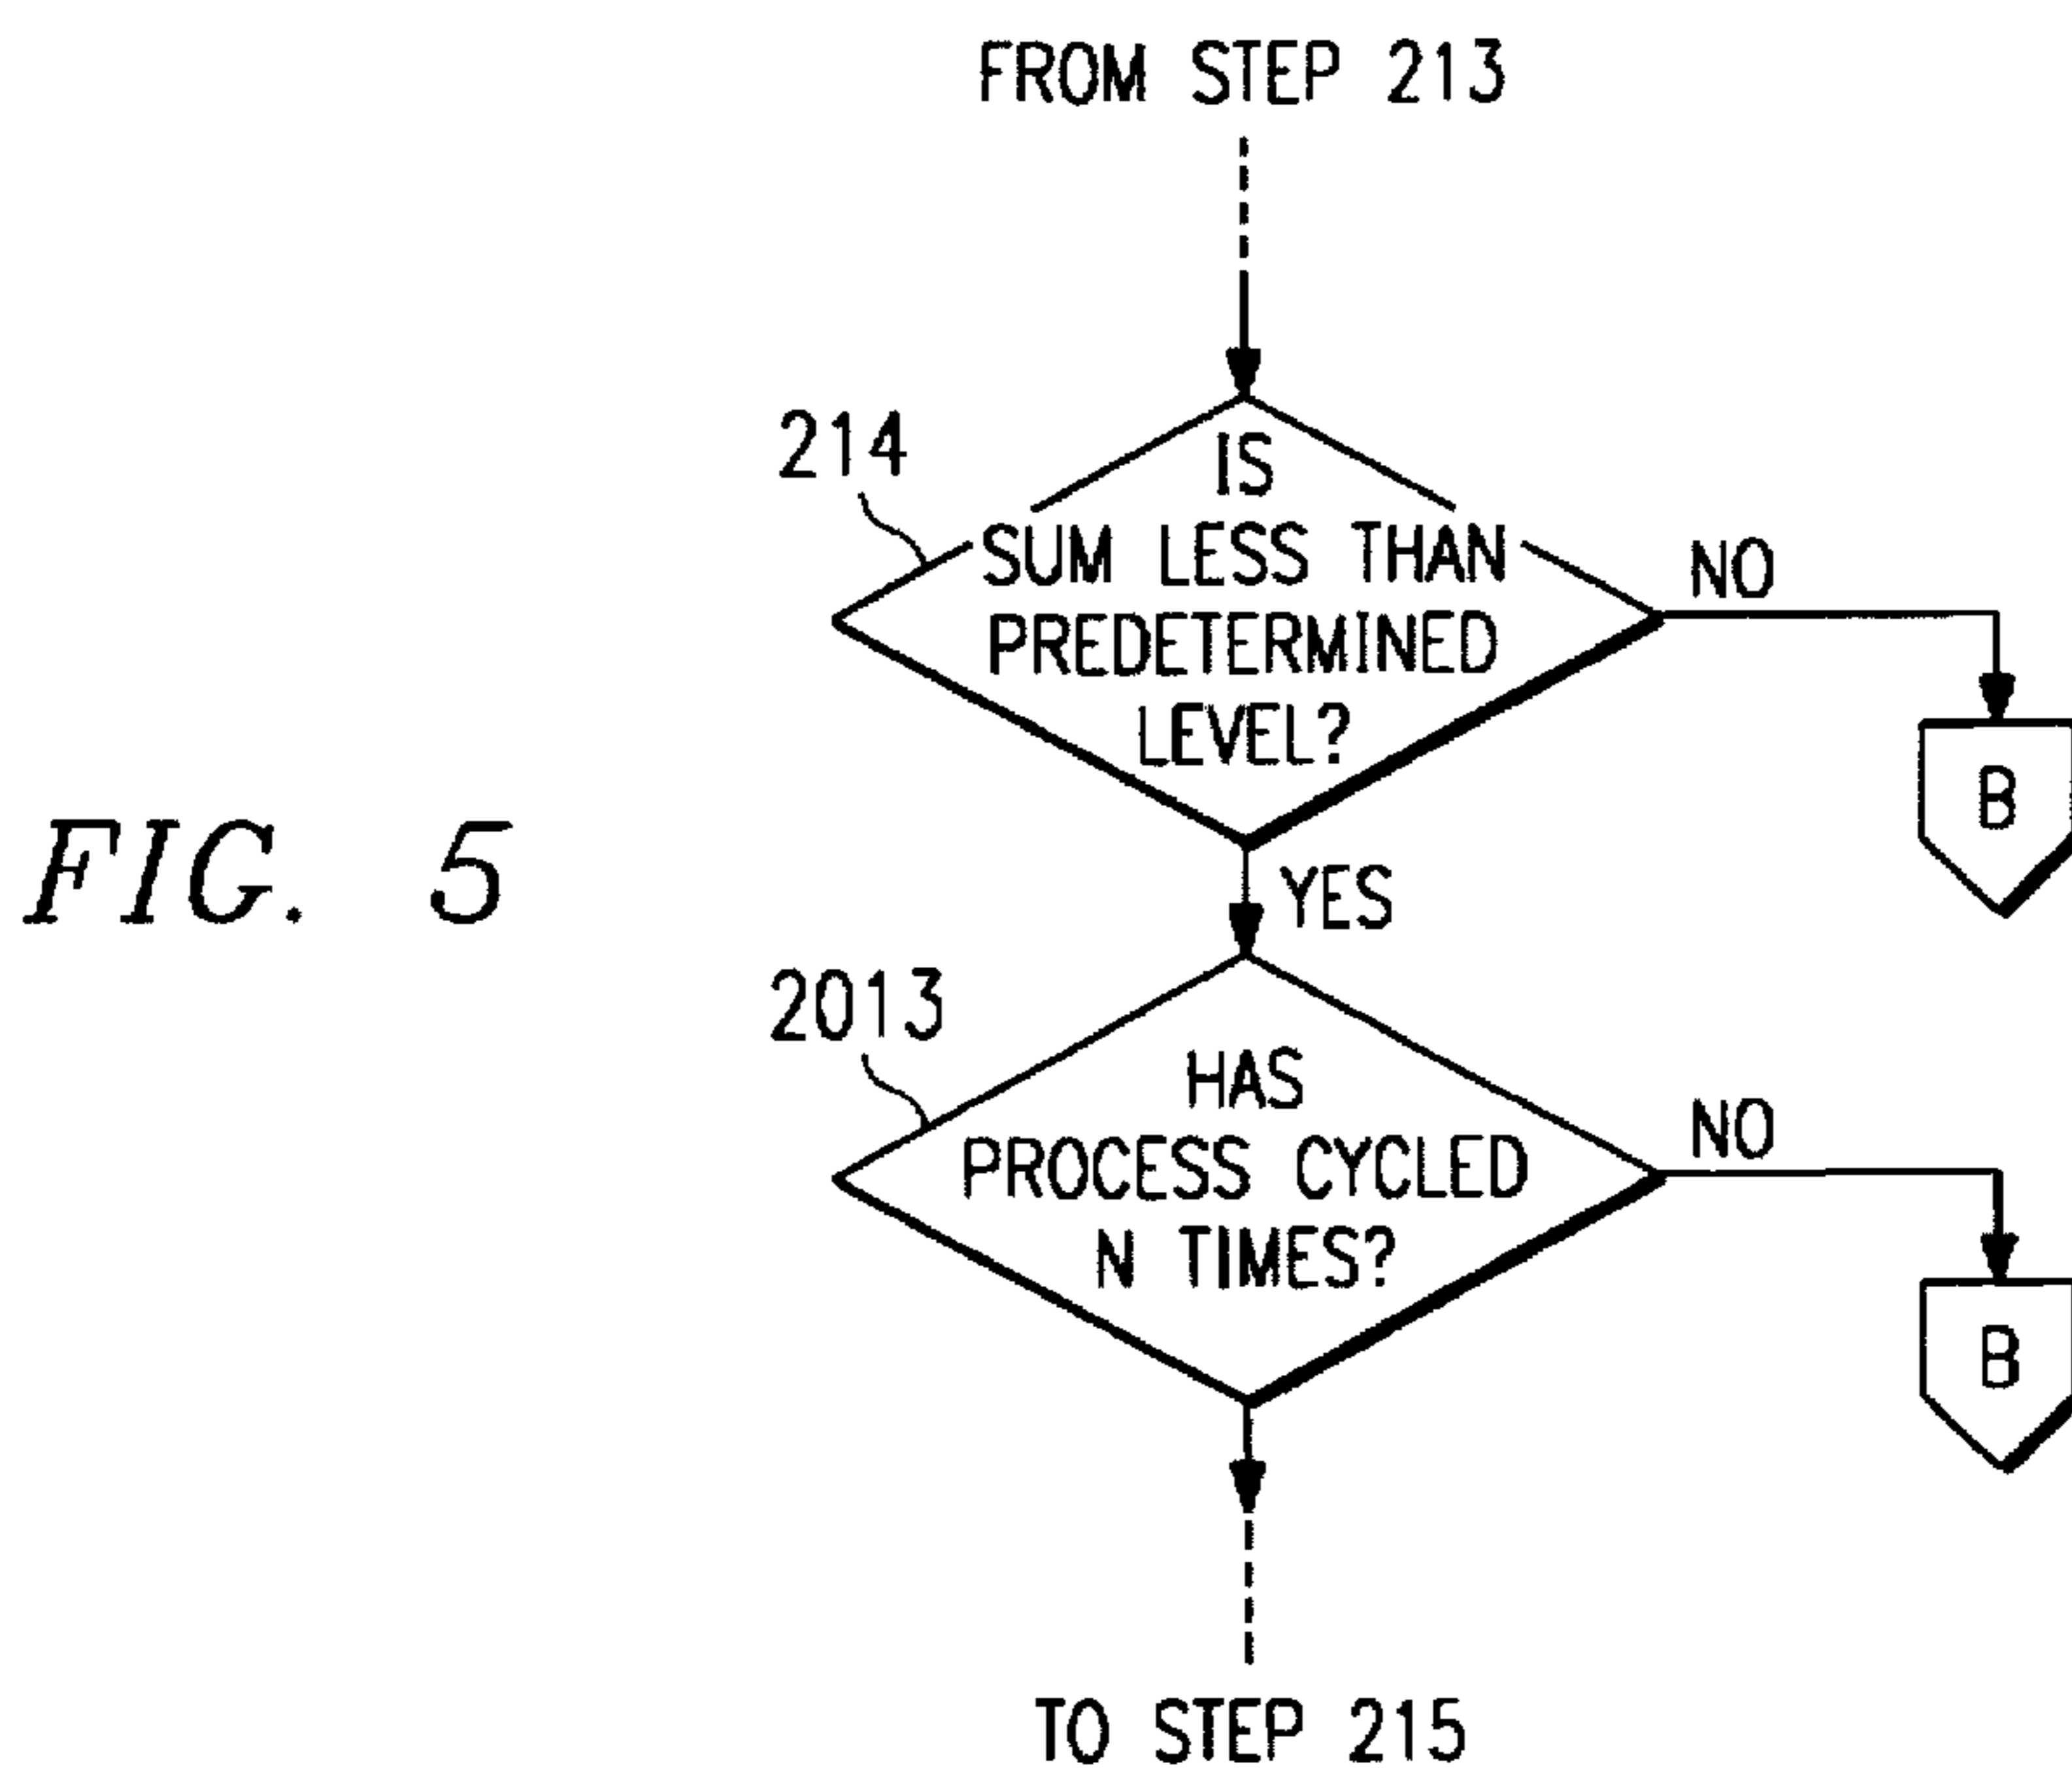 FROM STEP 213
214
IS
SUM LESS THAN
PREDETERMINED
LEVEL?
NO
B
YES
FIG. 5
2013
HAS
PROCESS CYCLED
N TIMES?
NO
B
TO STEP 215